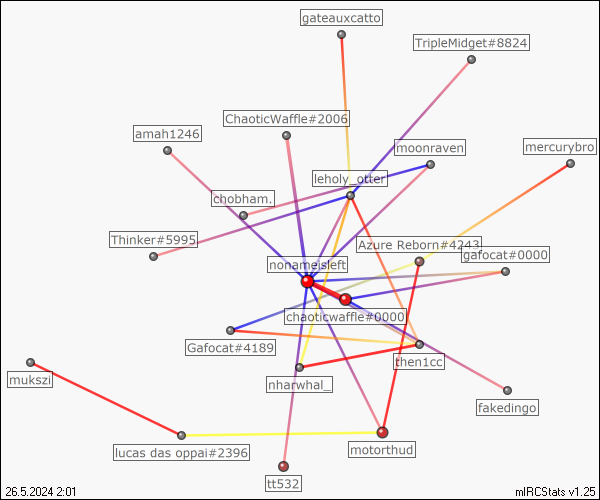 gateauxcatto
TripleMidget#8824
ChaoticWaffle#2006
amah1246
moonraven
mercurybro
leholy_otter
chobham.
Thinker#5995
Azure Reborn#4243
gafocat#0000
nonameisleft
chaoticwaffle#0000
Gafocat#4189
then1cc
mukszi
nharwhal_
fakedingo
lucas das oppai#2396
motorthud
tt532
26.5.2024 2:01
mIRCStats v1.25